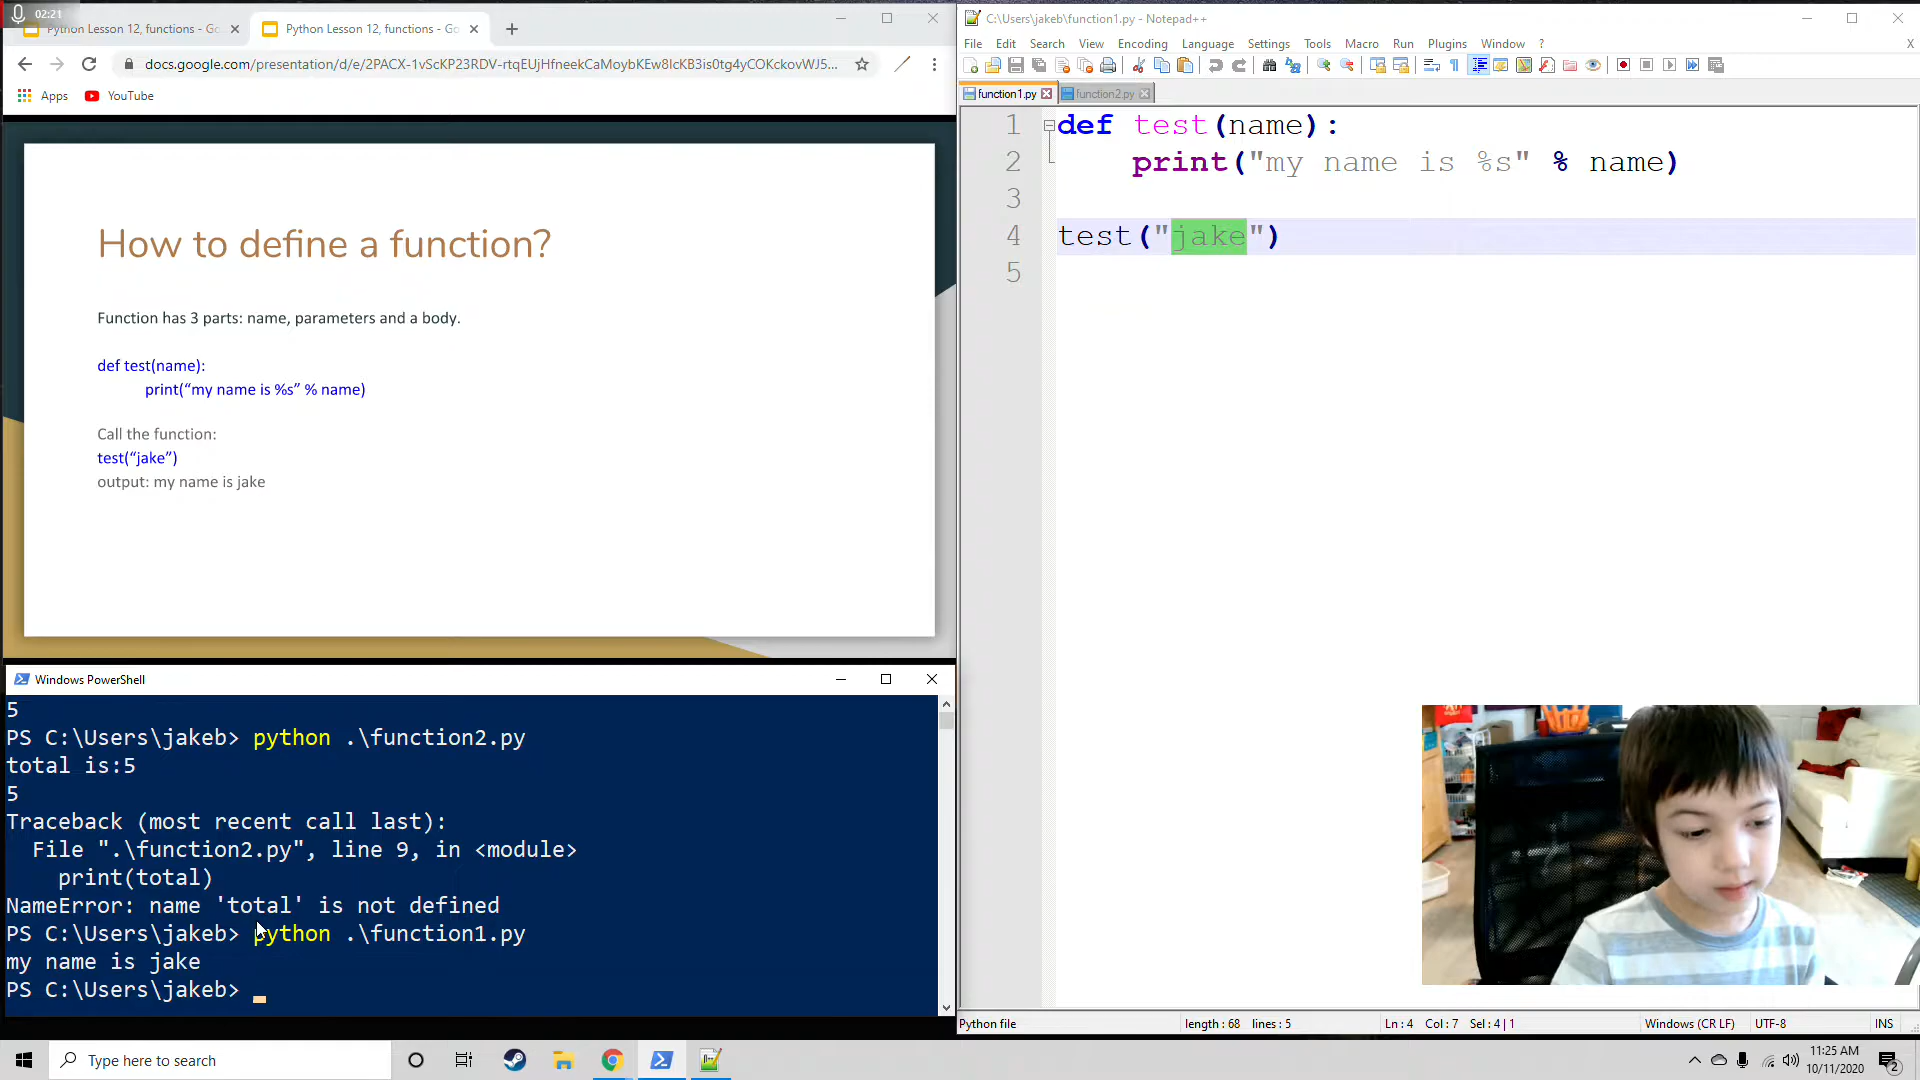 02:21
Python Lesson 12, functions - Go
Python Lesson 12, functions - Go
docs.google.com/presentation/d/e/2PACX-1vScKP23RDV-rtqEUjHfneekCaMoybKEw8IcKB3is0tg4yCOKckovWJ5...
Apps
YouTube
How to define a function?
Function has 3 parts: name, parameters and a body.
def test(name):
print(“my name is %s” % name)
Call the function:
test(“jake”)
output: my name is jake
Windows PowerShell
5
PS C:\Users\jakeb> python .\function2.py
total is:5
5
Traceback (most recent call last):
File ".\function2.py", line 9, in <module>
print(total)
NameError: name 'total' is not defined
PS C:\Users\jakeb> python .\function1.py
my name is jake
PS C:\Users\jakeb>
C:\Users\jakeb\function1.py - Notepad++
File Edit Search View Encoding Language Settings Tools Macro Run Plugins Window ? X
function1.py
function2.py
1 def test(name):
2 print("my name is %s" % name)
3
4 test("jake")
5
Python file
length : 68 lines : 5
Ln : 4 Col : 7 Sel : 4 | 1
Windows (CR LF)
UTF-8
INS
Type here to search
11:25 AM
10/11/2020
2